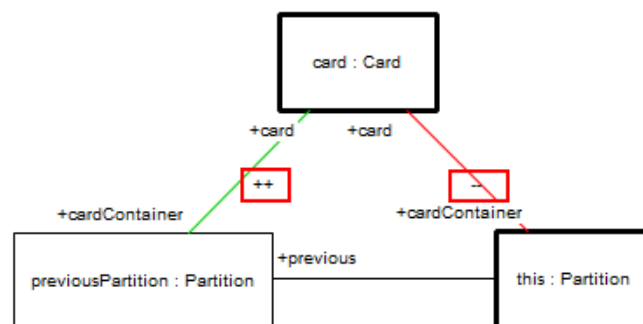 card : Card
+card
+card
++
--
+cardContainer
+cardContainer
+previous
previousPartition : Partition
this : Partition